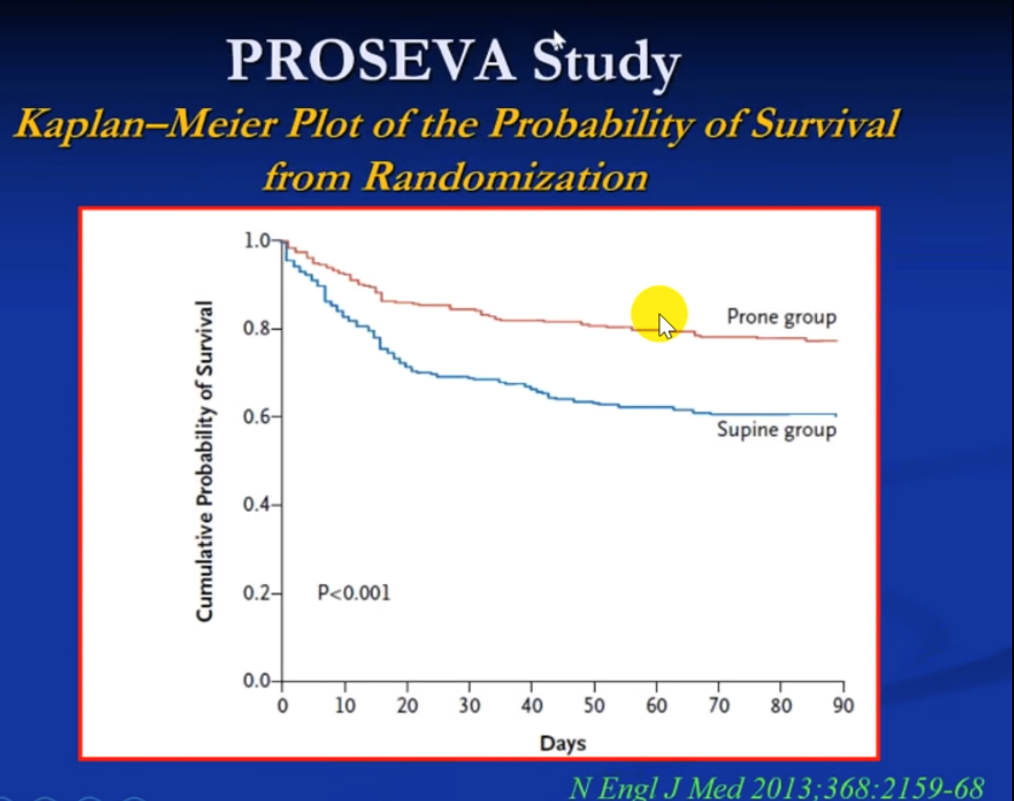 PROSEVA Study
Kaplan–Meier Plot of the Probability of Survival
from Randomization
Cumulative Probability of Survival
1.0
0.8
0.6
0.4
0.2
0.0
Prone group
Supine group
P<0.001
0 10 20 30 40 50 60 70 80 90
Days
N Engl J Med 2013;368:2159-68